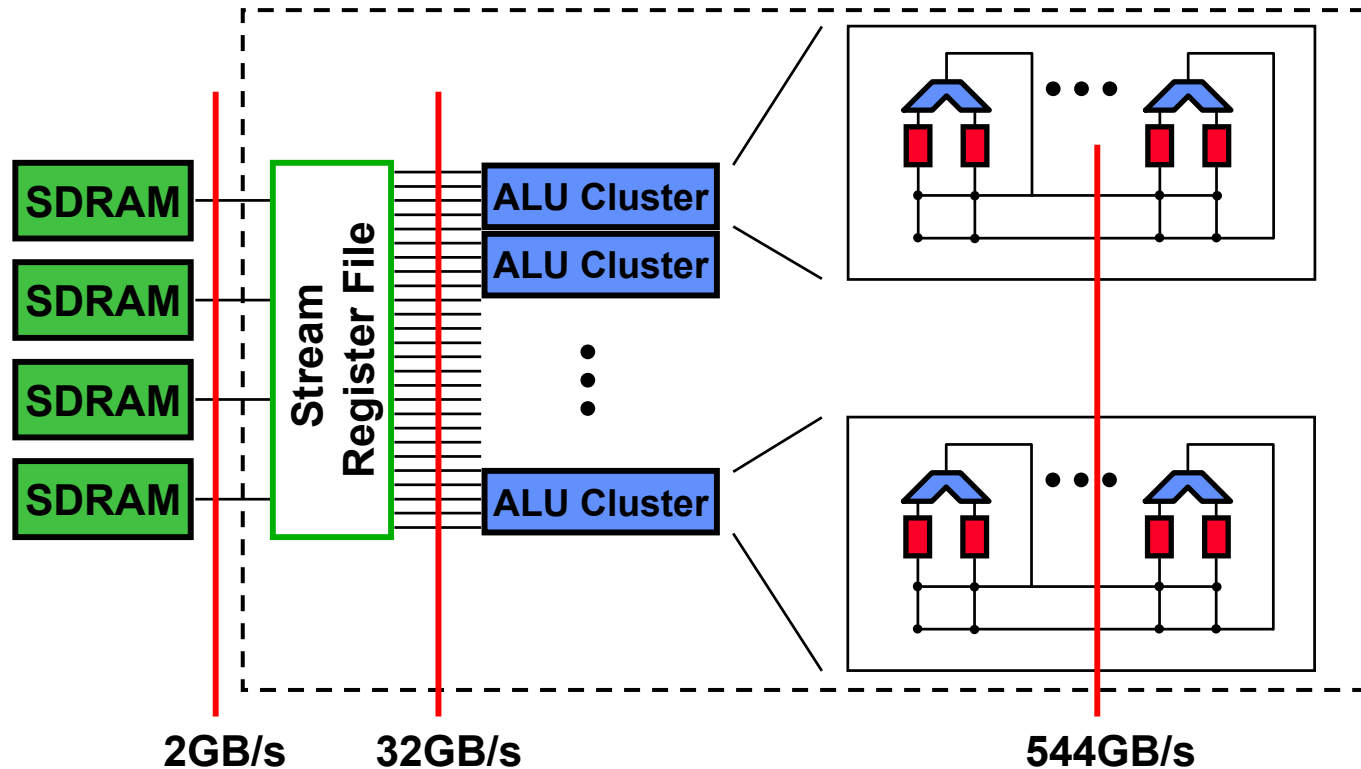 SDRAM
SDRAM
SDRAM
SDRAM
Stream
Register File
ALU Cluster
ALU Cluster
ALU Cluster
2GB/s
32GB/s
544GB/s